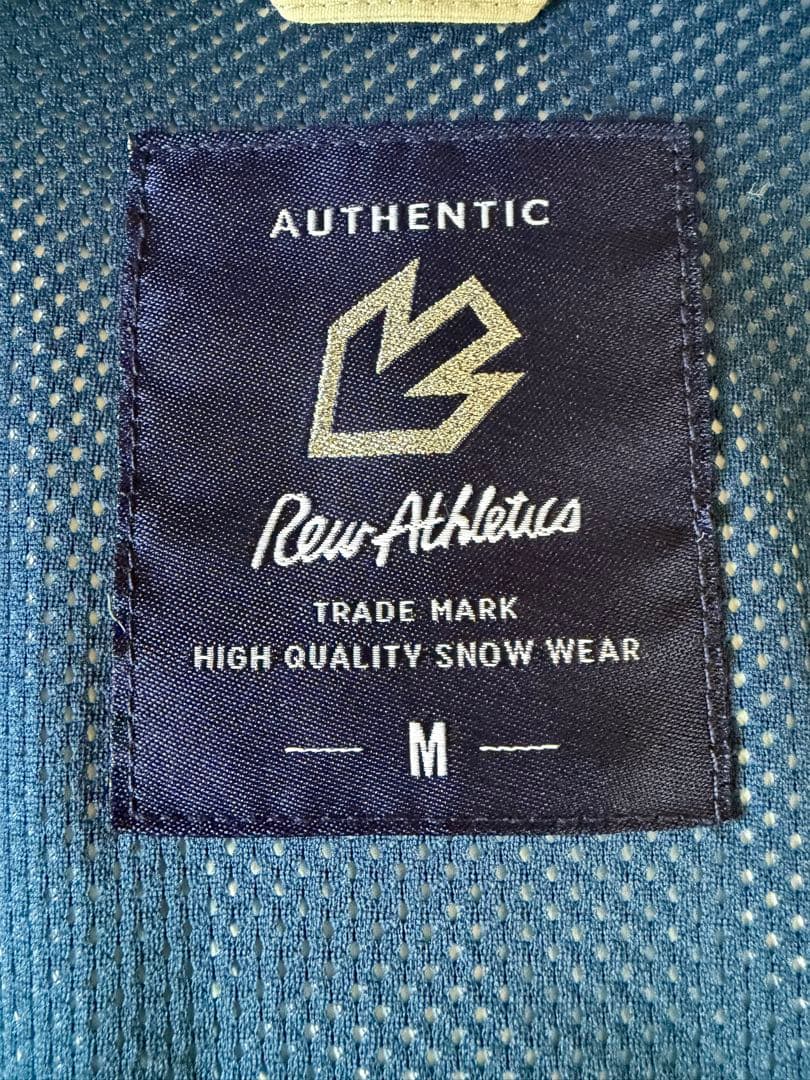 AUTHENTIC
Rew-Athletics
TRADE MARK
HIGH QUALITY SNOW WEAR
M